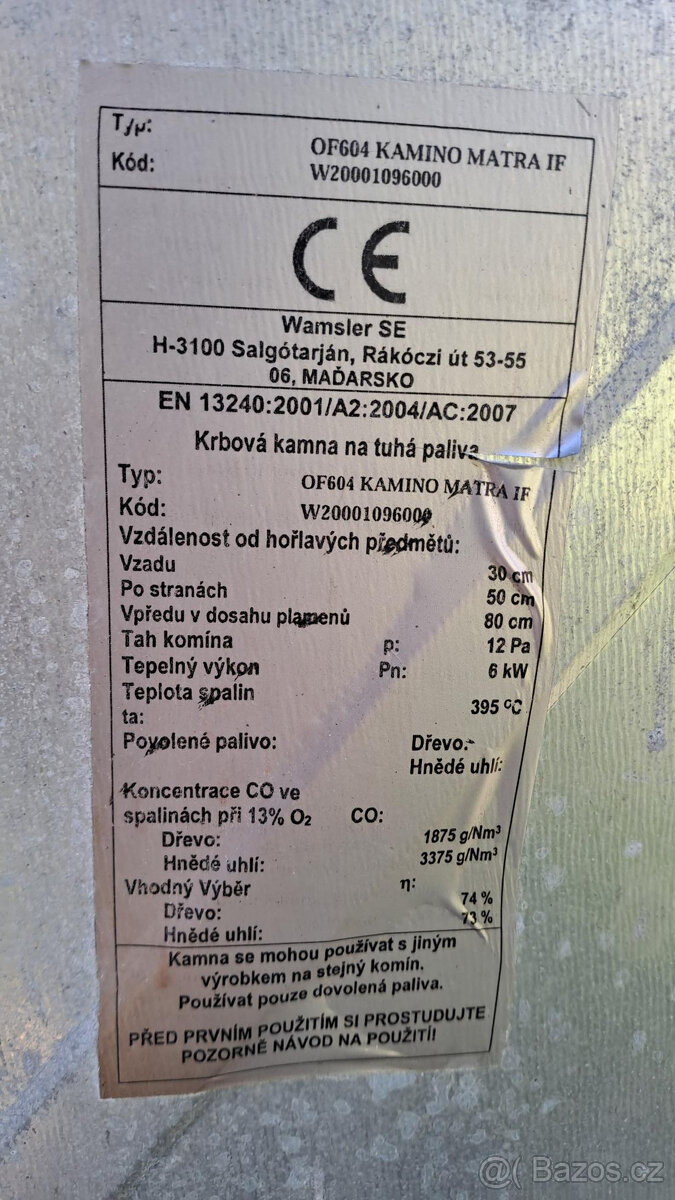 Typ: OF604 KAMINO MATRA IF
Kód: W20001096000
CE
Wamsler SE
H-3100 Salgótarján, Rákóczi út 53-55
06, MAĎARSKO
EN 13240:2001/A2:2004/AC:2007
Krbová kamna na tuhá paliva
Typ: OF604 KAMINO MATRA IF
Kód: W20001096000
Vzdálenost od hořlavých předmětů:
Vzadu 30 cm
Po stranách 50 cm
Vpředu v dosahu plamenů 80 cm
Tah komína p: 12 Pa
Tepelný výkon Pn: 6 kW
Teplota spalin
ta: 395 ºC
Povolené palivo: Dřevo:
Hnědé uhlí:
Koncentrace CO ve
spalinách při 13% O₂ CO:
Dřevo: 1875 g/Nm³
Hnědé uhlí: 3375 g/Nm³
Vhodný Výběr η:
Dřevo: 74 %
Hnědé uhlí: 73 %
Kamna se mohou používat s jiným
výrobkem na stejný komín.
Používat pouze dovolená paliva.
PŘED PRVNÍM POUŽITÍM SI PROSTUDUJTE
POZORNĚ NÁVOD NA POUŽITÍ!
@( Bazos.cz